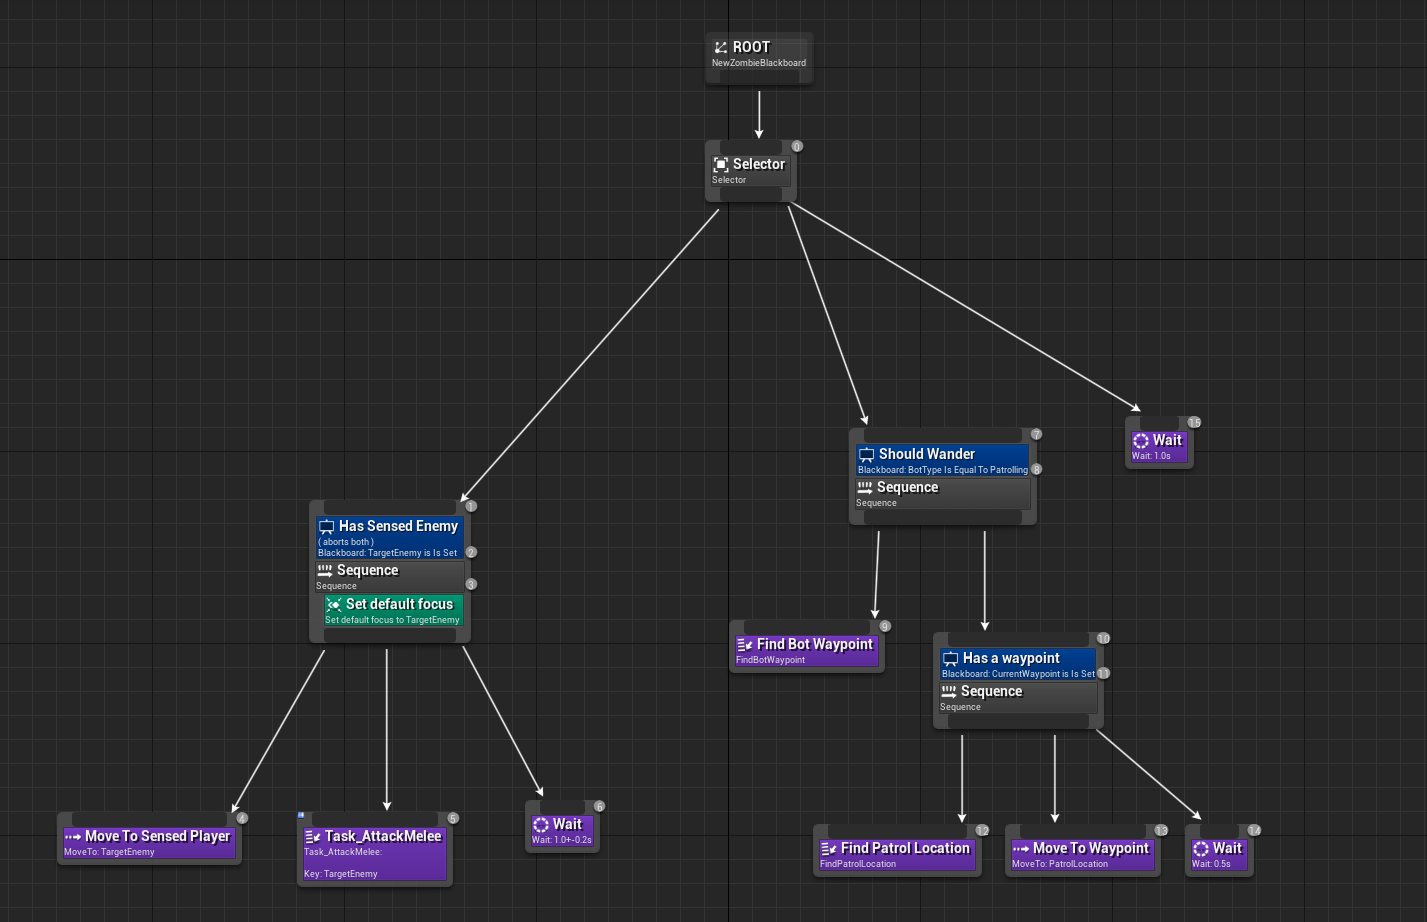 ROOT
NewZombieBlackboard
0
Selector
Selector
1
Has Sensed Enemy
( aborts both )
Blackboard: TargetEnemy is Is Set
2
Sequence
Sequence
3
Set default focus
Set default focus to TargetEnemy
7
Should Wander
Blackboard: BotType Is Equal To Patrolling
8
Sequence
Sequence
15
Wait
Wait: 1.0s
9
Find Bot Waypoint
FindBotWaypoint
10
Has a waypoint
Blackboard: CurrentWaypoint is Is Set
11
Sequence
Sequence
4
Move To Sensed Player
MoveTo: TargetEnemy
5
Task_AttackMelee
Task_AttackMelee:
Key: TargetEnemy
6
Wait
Wait: 1.0+-0.2s
12
Find Patrol Location
FindPatrolLocation
13
Move To Waypoint
MoveTo: PatrolLocation
14
Wait
Wait: 0.5s